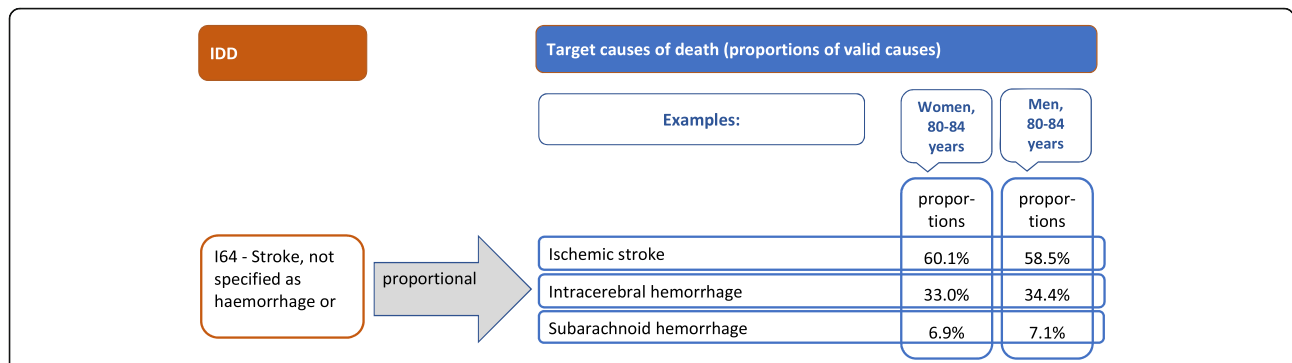 IDD
Target causes of death (proportions of valid causes)
Examples:
Women,
80-84
years
Men,
80-84
years
propor-
tions
propor-
tions
I64 - Stroke, not
specified as
haemorrhage or
proportional
Ischemic stroke 60.1% 58.5%
Intracerebral hemorrhage 33.0% 34.4%
Subarachnoid hemorrhage 6.9% 7.1%